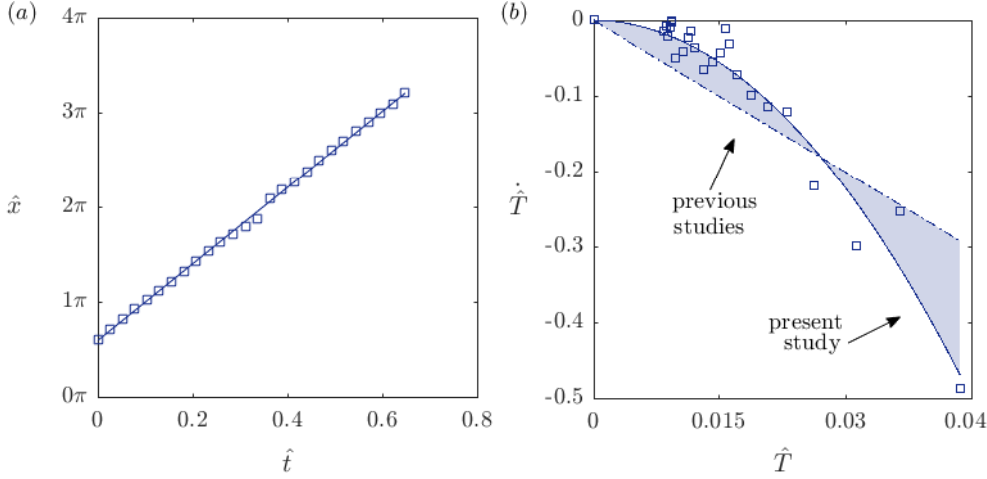 (a)
4π
3π
x̂
2π
1π
0π
0
0.2
0.4
0.6
0.8
t̂
(b)
0
-0.1
-0.2
Ṫ̂
-0.3
-0.4
-0.5
previous
studies
present
study
0
0.015
0.03
0.04
T̂